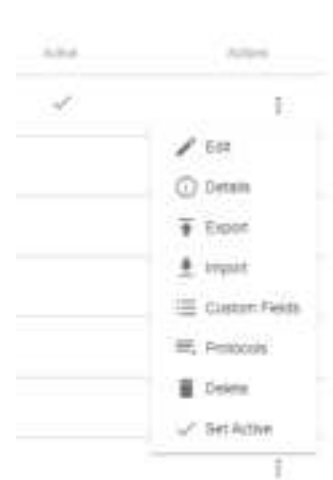 Active Actions
Edit
Details
Export
Import
Custom Fields
Protocols
Delete
Set Active